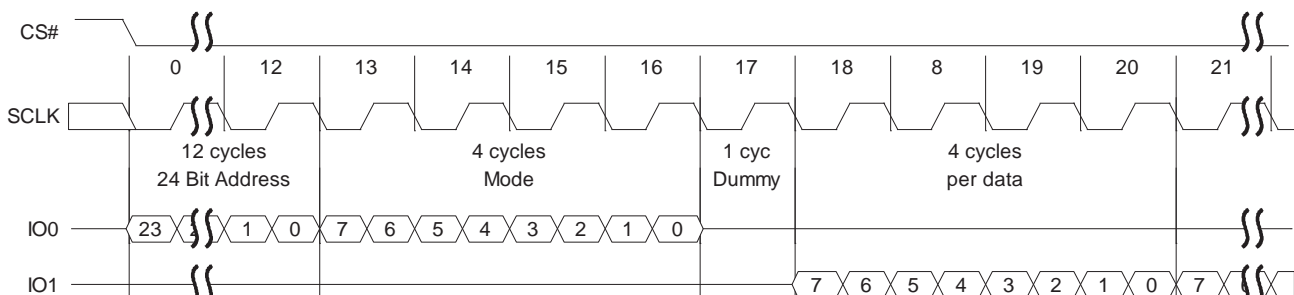 CS#
0 12 13 14 15 16 17 18 8 19 20 21
SCLK
12 cycles 4 cycles 1 cyc 4 cycles
24 Bit Address Mode Dummy per data
IO0 23 1 0 7 6 5 4 3 2 1 0
IO1 7 6 5 4 3 2 1 0 7